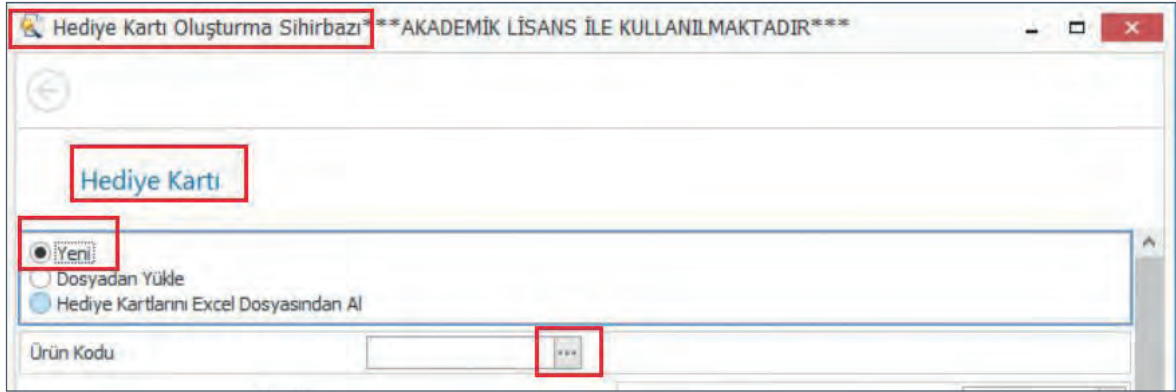 Hediye Kartı Oluşturma Sihirbazı***AKADEMİK LİSANS İLE KULLANILMAKTADIR***
Hediye Kartı
Yeni
Dosyadan Yükle
Hediye Kartlarını Excel Dosyasından Al
Ürün Kodu